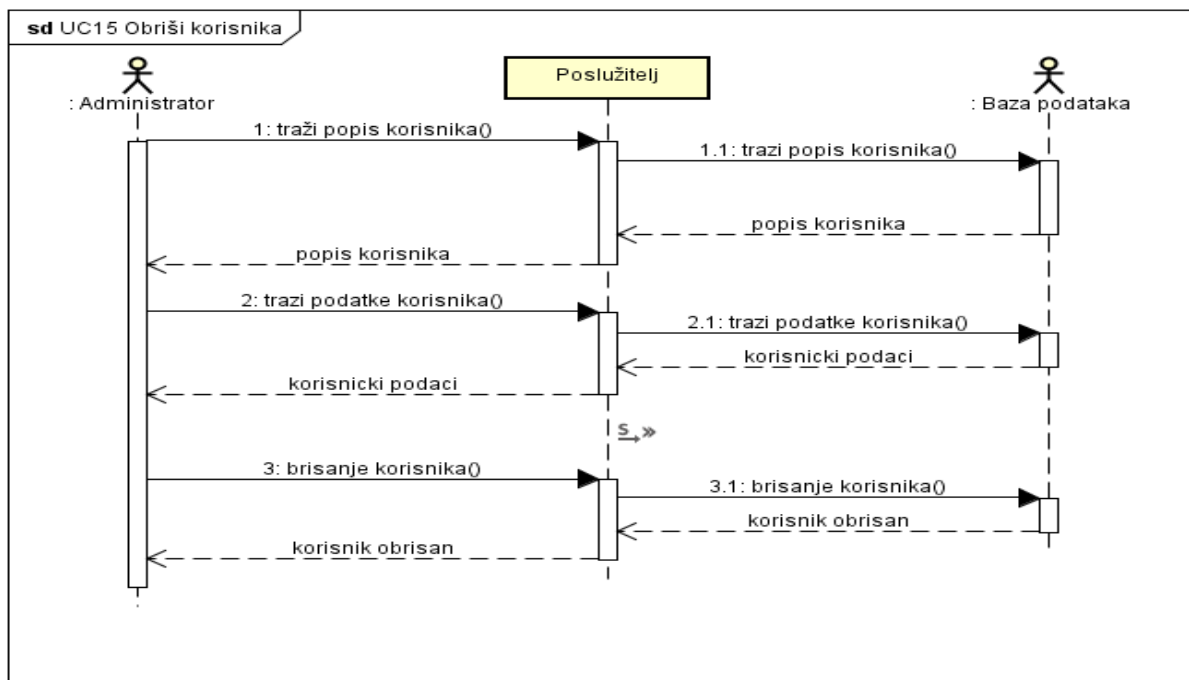 sd UC15 Obriši korisnika
: Administrator
Poslužitelj
: Baza podataka
1: traži popis korisnika()
1.1: trazi popis korisnika()
popis korisnika
popis korisnika
2: trazi podatke korisnika()
2.1: trazi podatke korisnika()
korisnicki podaci
korisnicki podaci
s »
3: brisanje korisnika()
3.1: brisanje korisnika()
korisnik obrisan
korisnik obrisan